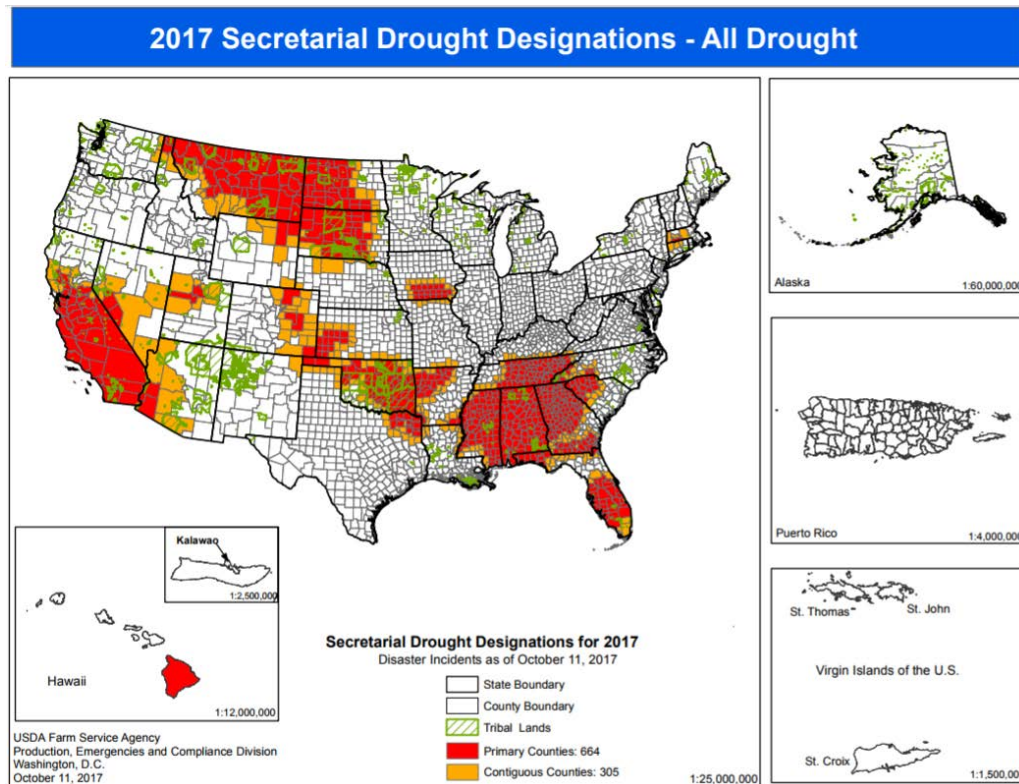 2017 Secretarial Drought Designations - All Drought
Alaska
1:60,000,000
Puerto Rico
1:4,000,000
St. Thomas
St. John
Virgin Islands of the U.S.
St. Croix
1:1,500,000
Kalawao
1:2,500,000
Hawaii
1:12,000,000
Secretarial Drought Designations for 2017
Disaster Incidents as of October 11, 2017
State Boundary
County Boundary
Tribal Lands
Primary Counties: 664
Contiguous Counties: 305
1:25,000,000
USDA Farm Service Agency
Production, Emergencies and Compliance Division
Washington, D.C.
October 11, 2017